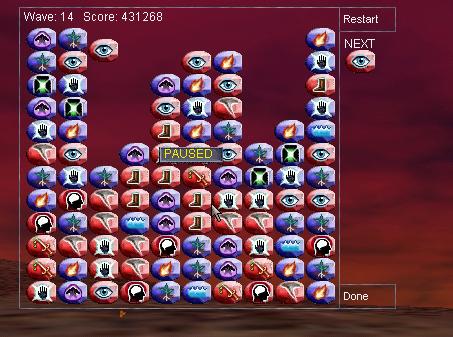 Wave: 14 Score: 431268
Restart
NEXT
PAUSED
Done